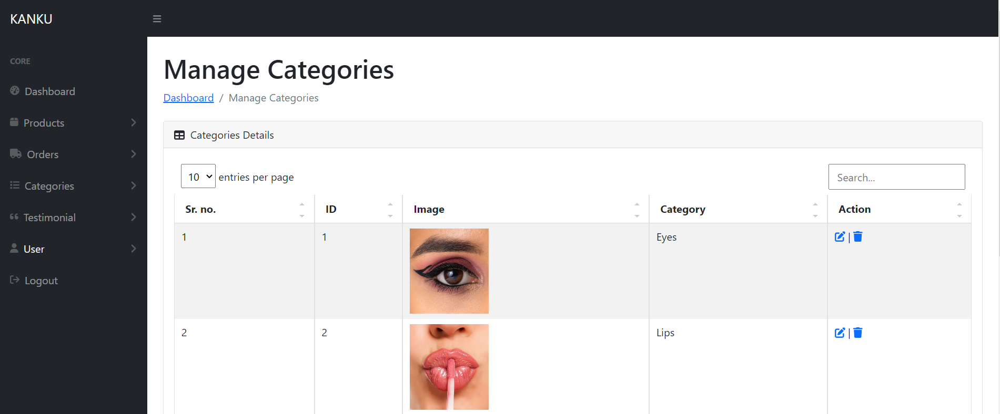 KANKU
CORE
Dashboard
Products
Orders
Categories
Testimonial
User
Logout
Manage Categories
Dashboard / Manage Categories
Categories Details
10 entries per page
Search...
Sr. no. ID Image Category Action
1 1 Eyes |
2 2 Lips |